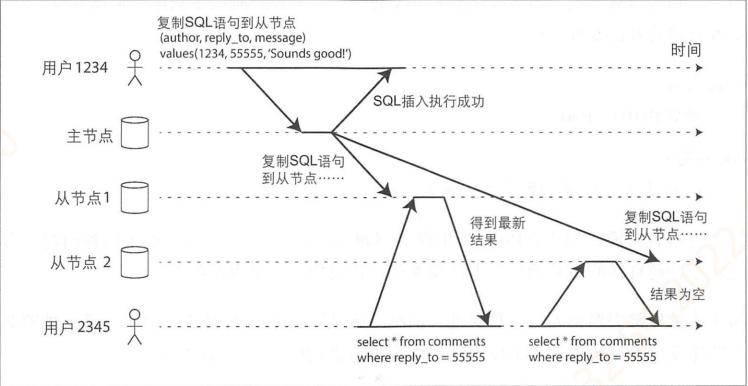 复制SQL语句到从节点
(author, reply_to, message)
values(1234, 55555, 'Sounds good!')
时间
用户 1234
SQL插入执行成功
主节点
复制SQL语句
到从节点……
从节点1
得到最新
结果
复制SQL语句
到从节点……
从节点 2
结果为空
用户 2345
select * from comments
where reply_to = 55555
select * from comments
where reply_to = 55555